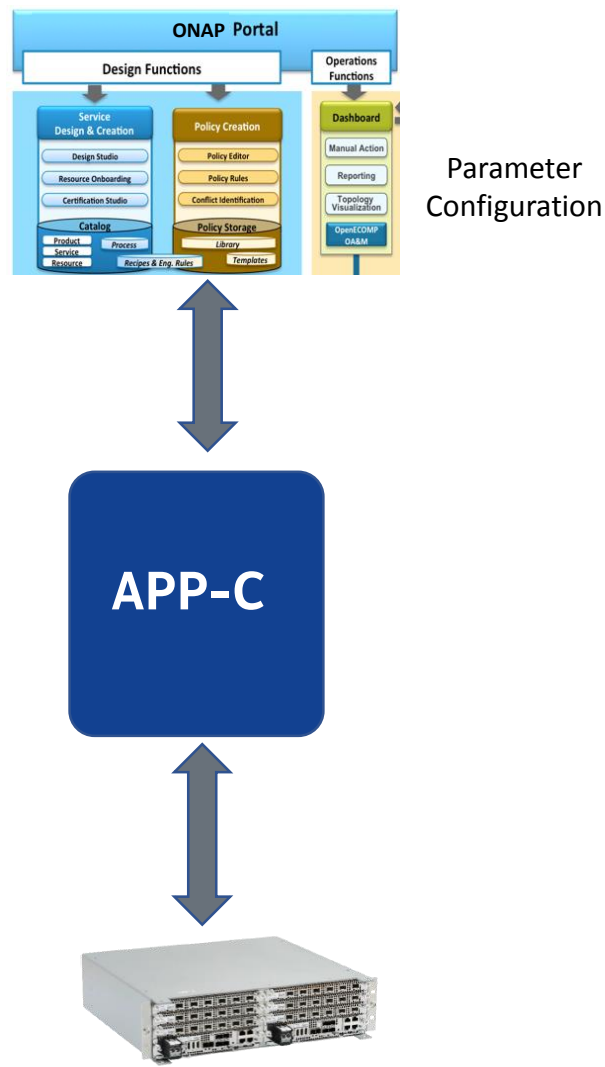 ONAP Portal
Design Functions
Operations
Functions
Service
Design & Creation
Design Studio
Resource Onboarding
Certification Studio
Catalog
Product
Service
Resource
Process
Recipes & Eng. Rules
Policy Creation
Policy Editor
Policy Rules
Conflict Identification
Policy Storage
Library
Templates
Dashboard
Manual Action
Reporting
Topology
Visualization
OpenECOMP
OA&M
Parameter
Configuration
APP-C